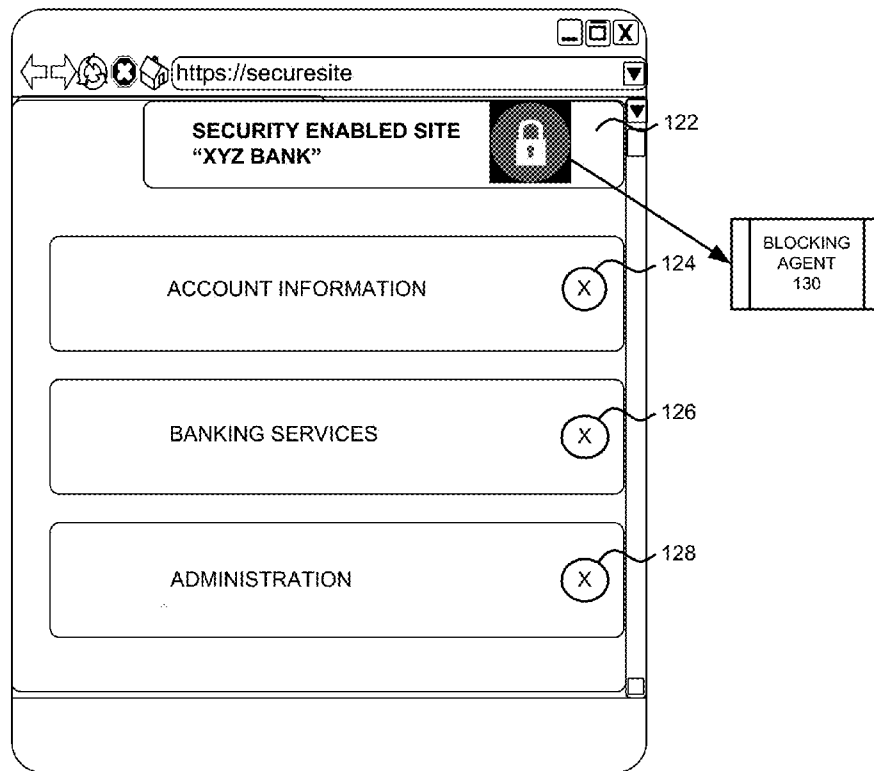 X
https://securesite
SECURITY ENABLED SITE
“XYZ BANK”
122
BLOCKING
AGENT
130
124
ACCOUNT INFORMATION
X
126
BANKING SERVICES
X
128
ADMINISTRATION
X